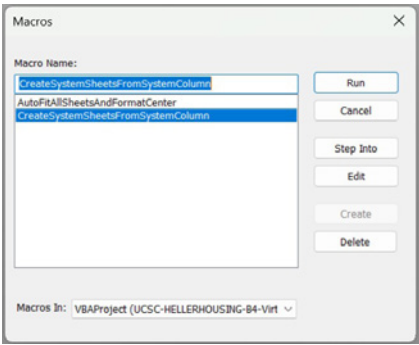 Macros
Macro Name:
CreateSystemSheetsFromSystemColumn
Run
AutoFitAllSheetsAndFormatCenter
CreateSystemSheetsFromSystemColumn
Cancel
Step Into
Edit
Create
Delete
Macros In: VBAProject (UCSC-HELLERHOUSING-B4-Virt